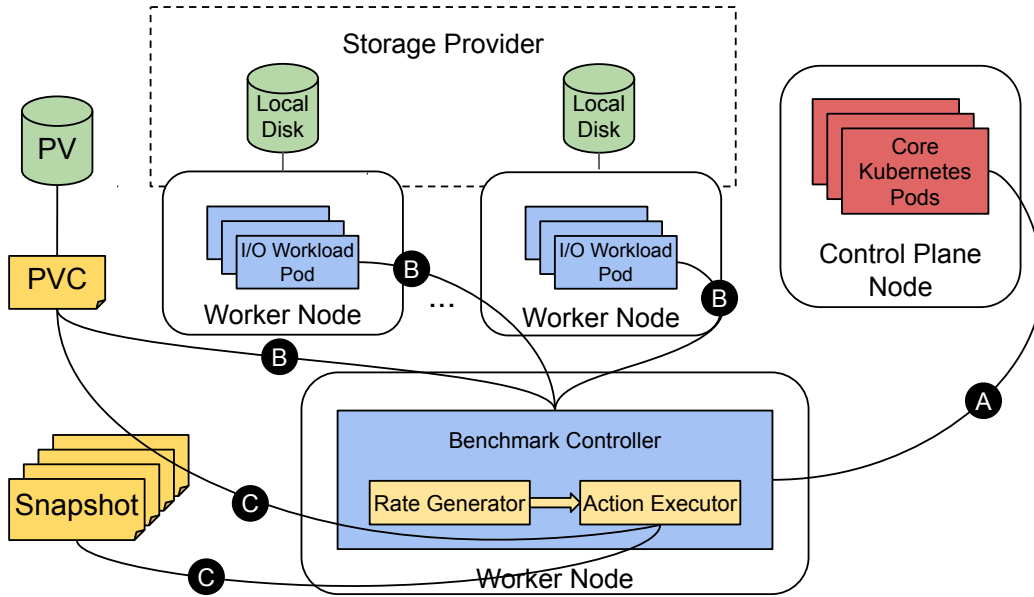 Storage Provider
Local
Disk
Local
Disk
PV
Core
Kubernetes
Pods
I/O Workload
Pod
I/O Workload
Pod
Control Plane
Node
PVC
B
...
B
Worker Node
Worker Node
B
A
Benchmark Controller
Rate Generator
Action Executor
Snapshot
C
C
Worker Node